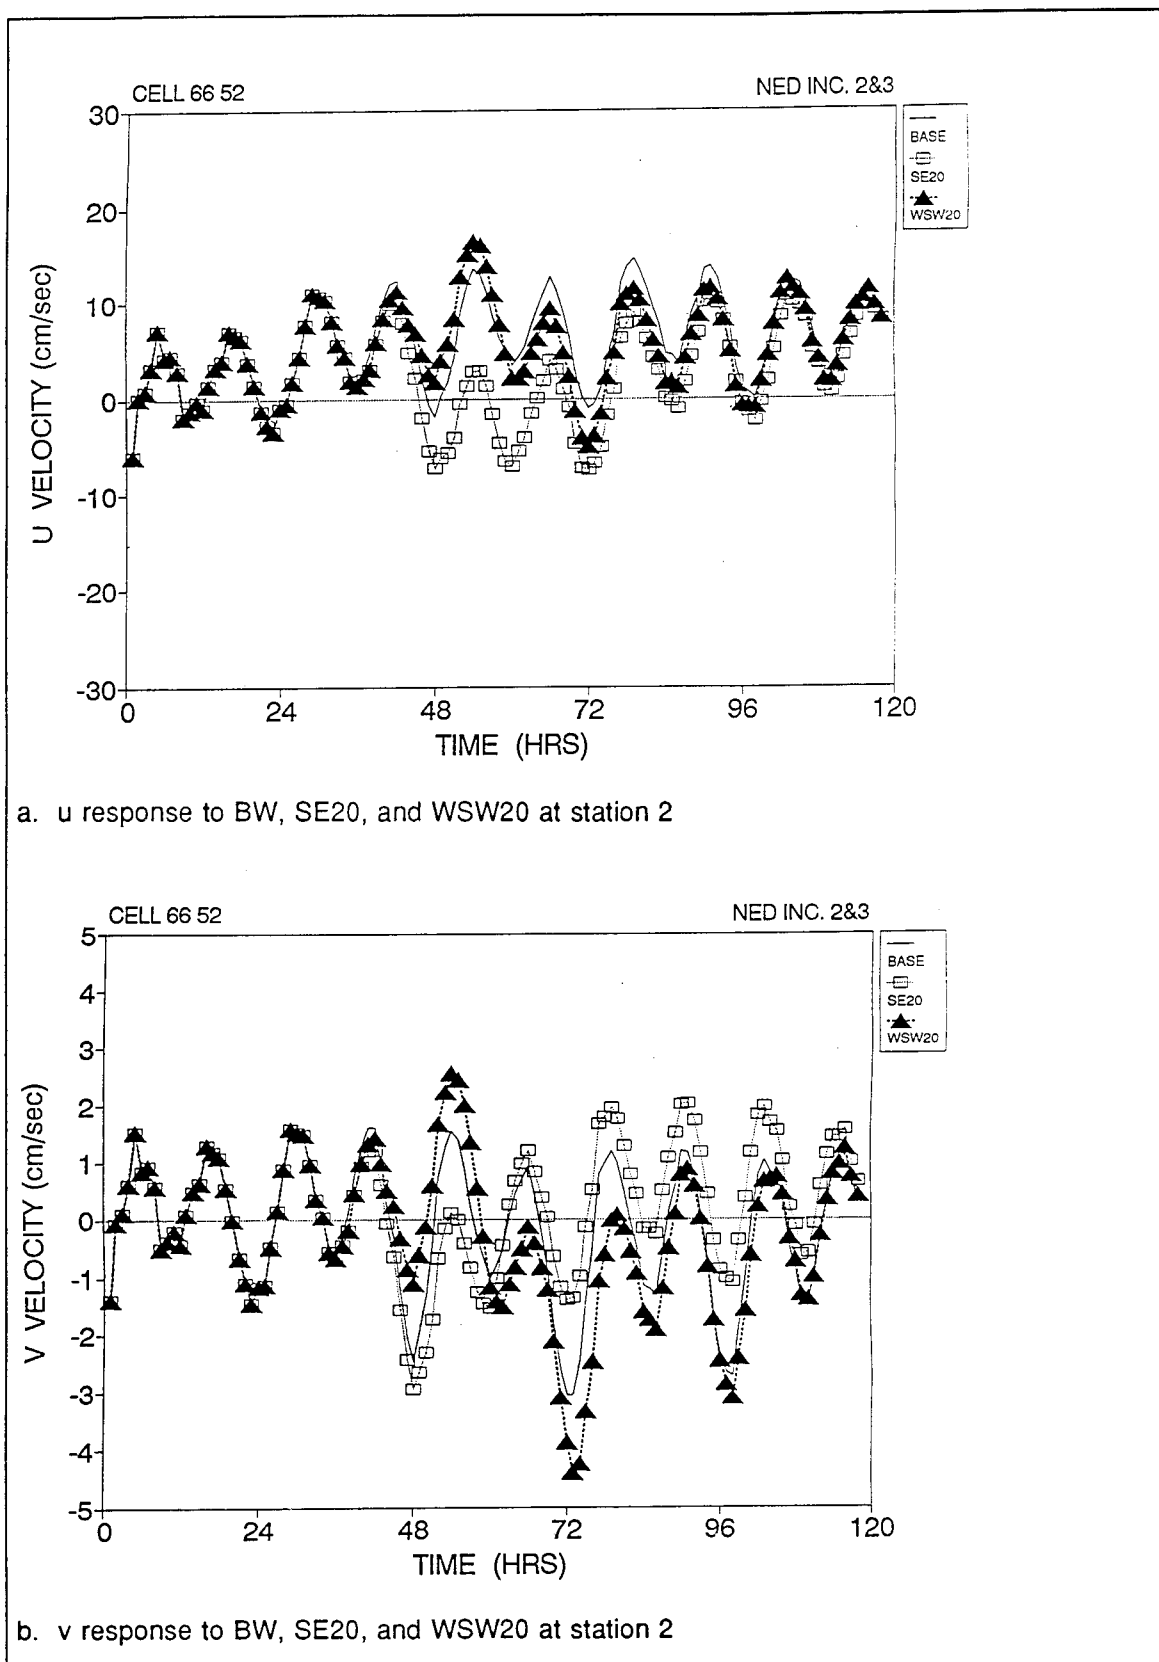 CELL 66 52
NED INC. 2&3
30
20
10
0
-10
-20
-30
U VELOCITY (cm/sec)
0
24
48
72
96
120
TIME (HRS)
BASE
SE20
WSW20
a. u response to BW, SE20, and WSW20 at station 2
CELL 66 52
NED INC. 2&3
5
4
3
2
1
0
-1
-2
-3
-4
-5
V VELOCITY (cm/sec)
0
24
48
72
96
120
TIME (HRS)
BASE
SE20
WSW20
b. v response to BW, SE20, and WSW20 at station 2